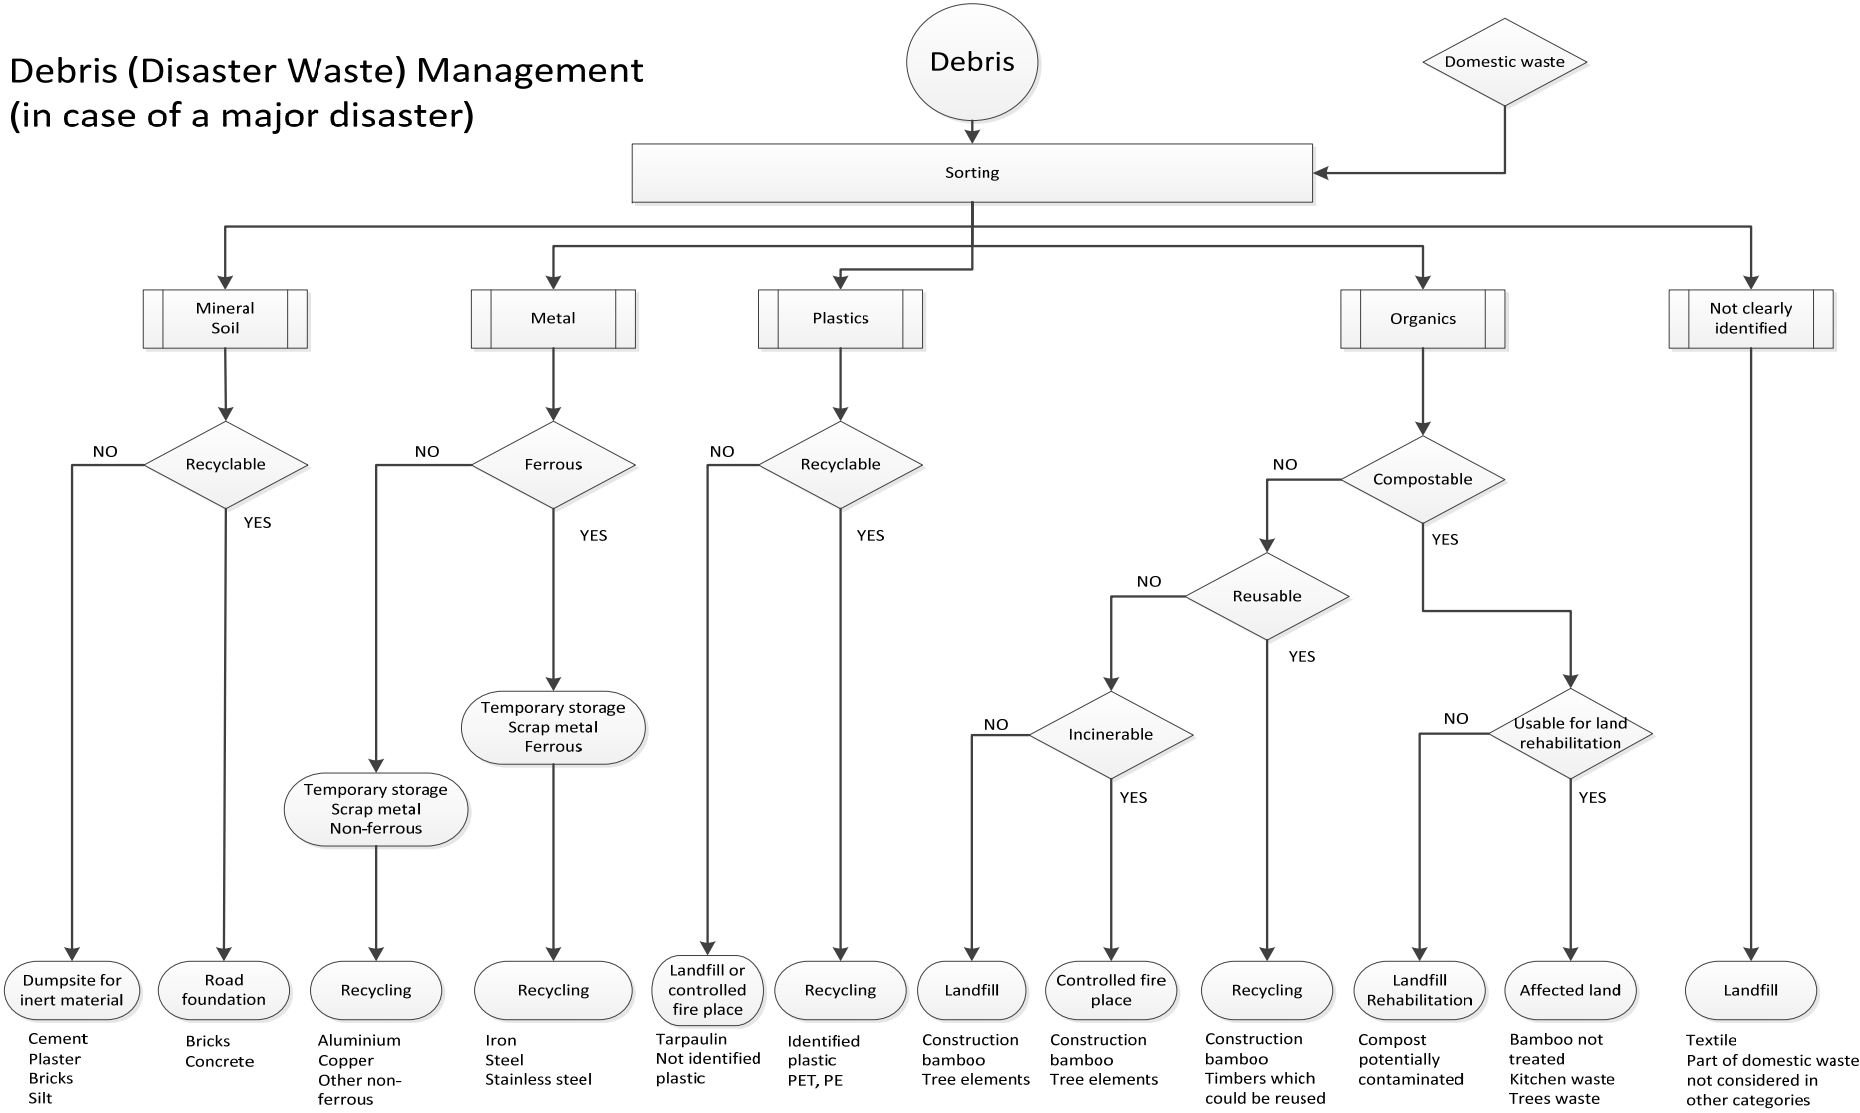 Debris (Disaster Waste) Management
(in case of a major disaster)
Debris
Domestic waste
Sorting
Mineral
Soil
Metal
Plastics
Organics
Not clearly
identified
NO
Recyclable
YES
NO
Ferrous
YES
NO
Recyclable
YES
NO
Compostable
YES
NO
Reusable
YES
NO
Incinerable
YES
NO
Usable for land
rehabilitation
YES
Temporary storage
Scrap metal
Ferrous
Temporary storage
Scrap metal
Non-ferrous
Dumpsite for
inert material
Cement
Plaster
Bricks
Silt
Road
foundation
Bricks
Concrete
Recycling
Aluminium
Copper
Other non-
ferrous
Recycling
Iron
Steel
Stainless steel
Landfill or
controlled
fire place
Tarpaulin
Not identified
plastic
Recycling
Identified
plastic
PET, PE
Landfill
Construction
bamboo
Tree elements
Controlled fire
place
Construction
bamboo
Tree elements
Recycling
Construction
bamboo
Timbers which
could be reused
Landfill
Rehabilitation
Compost
potentially
contaminated
Affected land
Bamboo not
treated
Kitchen waste
Trees waste
Landfill
Textile
Part of domestic waste
not considered in
other categories